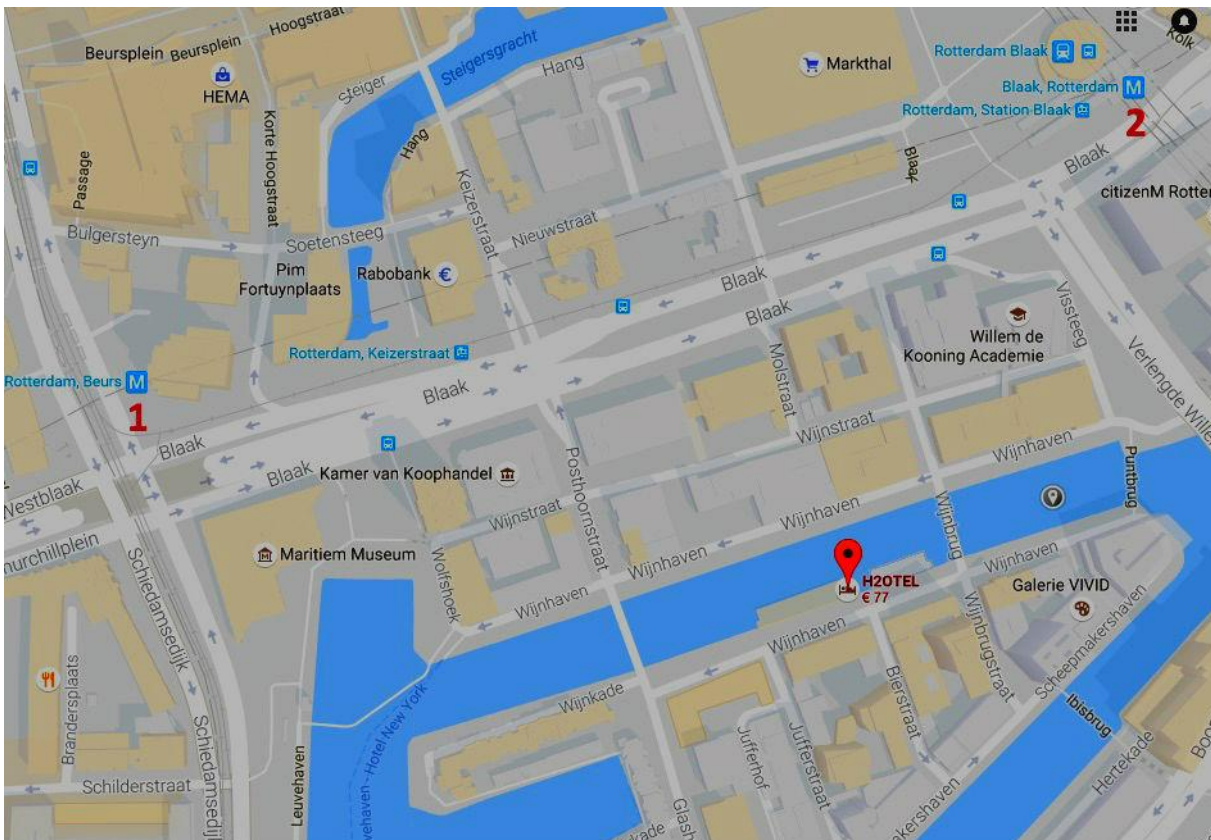 Hoogstraat
Beursplein
Beursplein
HEMA
Steiger
Steigersgracht
Hang
Markthal
Rotterdam Blaak
Kolk
Blaak, Rotterdam
M
Rotterdam, Station Blaak
2
Passage
Korte Hoogstraat
Hang
Keizerstraat
Blaak
Blaak
citizenM Rotter
Bulgersteyn
Soetensteeg
Nieuwstraat
Pim
Fortuynplaats
Rabobank
€
Blaak
Blaak
Vissteeg
Willem de
Kooning Academie
Rotterdam, Keizerstraat
Molstraat
Verlengde Wille
Rotterdam, Beurs
M
1
Blaak
Blaak
Blaak
Wijnstraat
Wijnhaven
Puntbrug
Westblaak
Kamer van Koophandel
Posthoornstraat
Wijnstraat
Wijnhaven
Wijnbrug
hurchillplein
Maritiem Museum
Wolfshoek
Wijnhaven
H2OTEL
€ 77
Wijnhaven
Galerie VIVID
Wijnhaven
Wijnhaven
Schiedamsedijk
Wijnbrugstraat
Scheepmakershaven
Bierstraat
Wijnkade
Ibisbrug
Brandersplaats
Leuvehaven
vehaven - Hotel New York
Jufferhof
Jufferstraat
Schiedamsedijk
Schilderstraat
Hertekade
Boo
Glash
makershaven